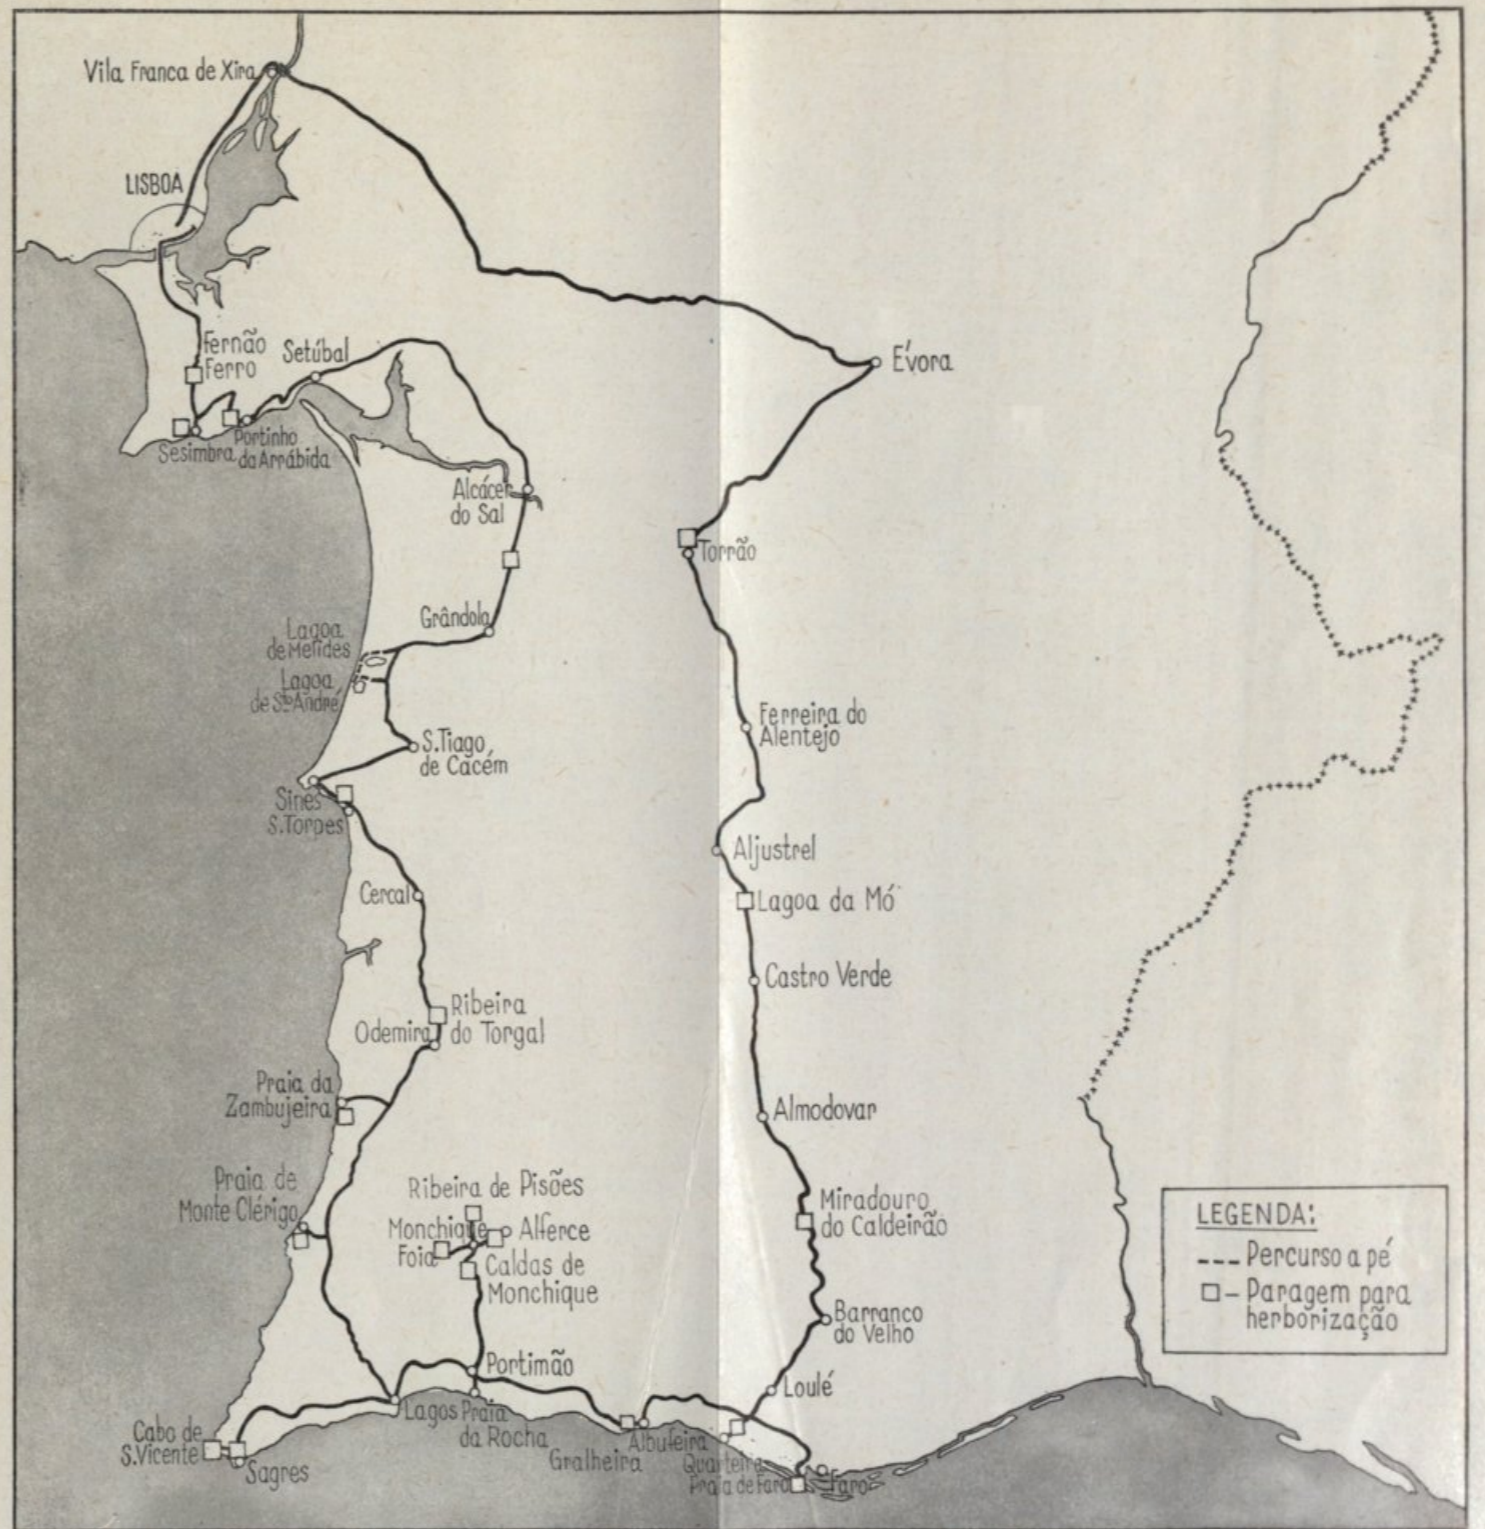 Vila Franca de Xira
LISBOA
Fernão
Ferro
Setúbal
Évora
Sesimbra
Portinho
da Arrábida
Alcácer
do Sal
Torrão
Grândola
Lagoa
de Melides
Lagoa
de Sto André
Ferreira do
Alentejo
S.Tiago
de Cacém
Sines
S.Torpes
Aljustrel
Cercal
Lagoa da Mó
Castro Verde
Ribeira
do Torgal
Odemira
Praia da
Zambujeira
Almodovar
Praia de
Monte Clérigo
Ribeira de Pisões
Monchique
Alferce
Foia
Caldas de
Monchique
Miradouro
do Caldeirão
Barranco
do Velho
Portimão
Loulé
Lagos
Praia
da Rocha
Cabo de
S.Vicente
Sagres
Gralheira
Albufeira
Quarteira
Praia de Faro
Faro
LEGENDA:
--- Percurso a pé
□ - Paragem para
herborização